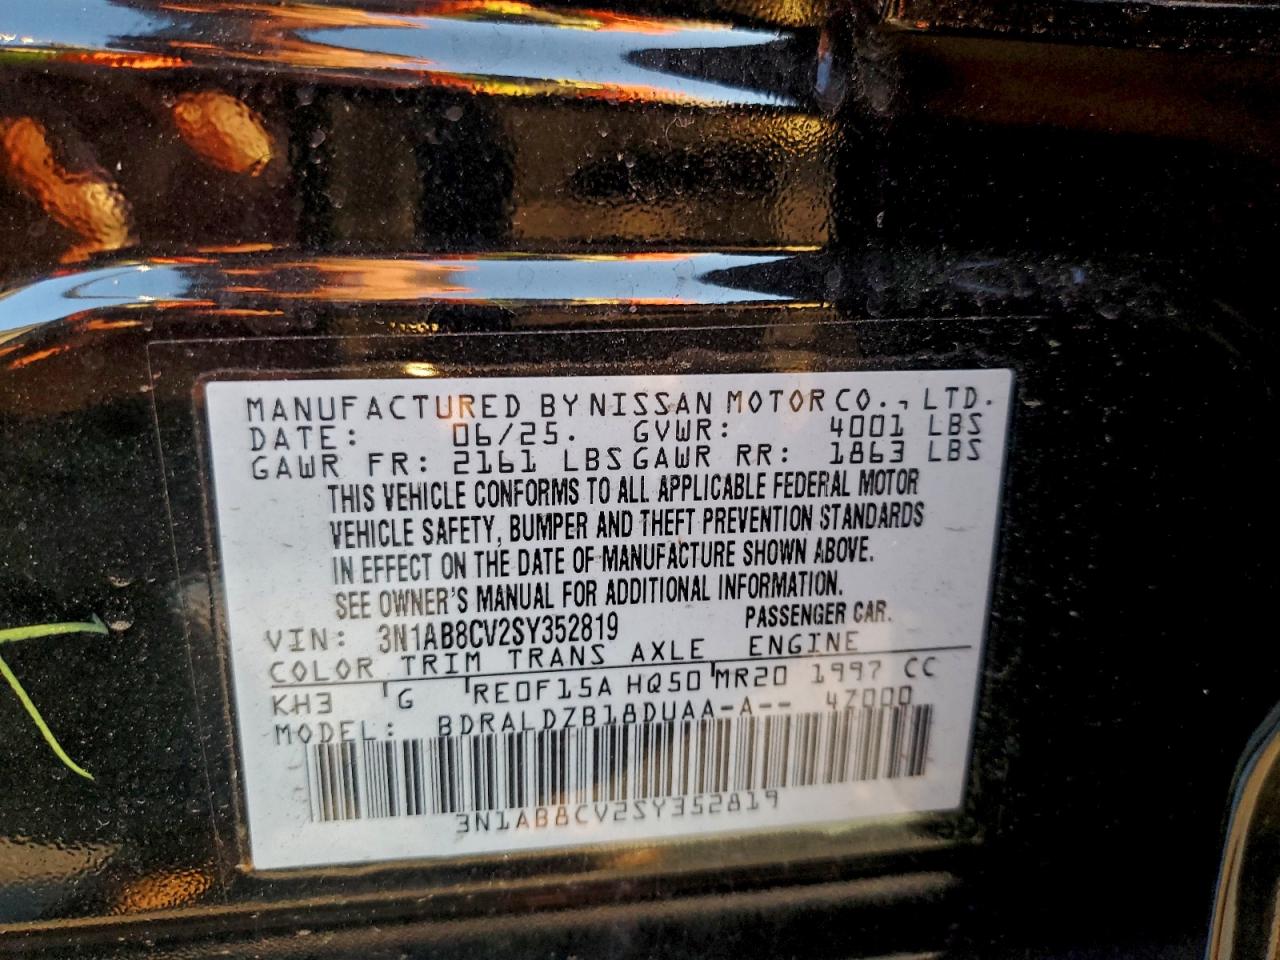 MANUFACTURED BY NISSAN MOTOR CO., LTD.
DATE: 06/25. GVWR: 4001 LBS
GAWR FR: 2161 LBS GAWR RR: 1863 LBS
THIS VEHICLE CONFORMS TO ALL APPLICABLE FEDERAL MOTOR
VEHICLE SAFETY, BUMPER AND THEFT PREVENTION STANDARDS
IN EFFECT ON THE DATE OF MANUFACTURE SHOWN ABOVE.
SEE OWNER'S MANUAL FOR ADDITIONAL INFORMATION.
VIN: 3N1AB8CV2SY352819 PASSENGER CAR.
COLOR TRIM TRANS AXLE ENGINE
KH3 G RE0F15A HQ50 MR20 1997 CC
MODEL: BDRALDZB18DUAA-A-- 4Z000
3N1AB8CV2SY352819